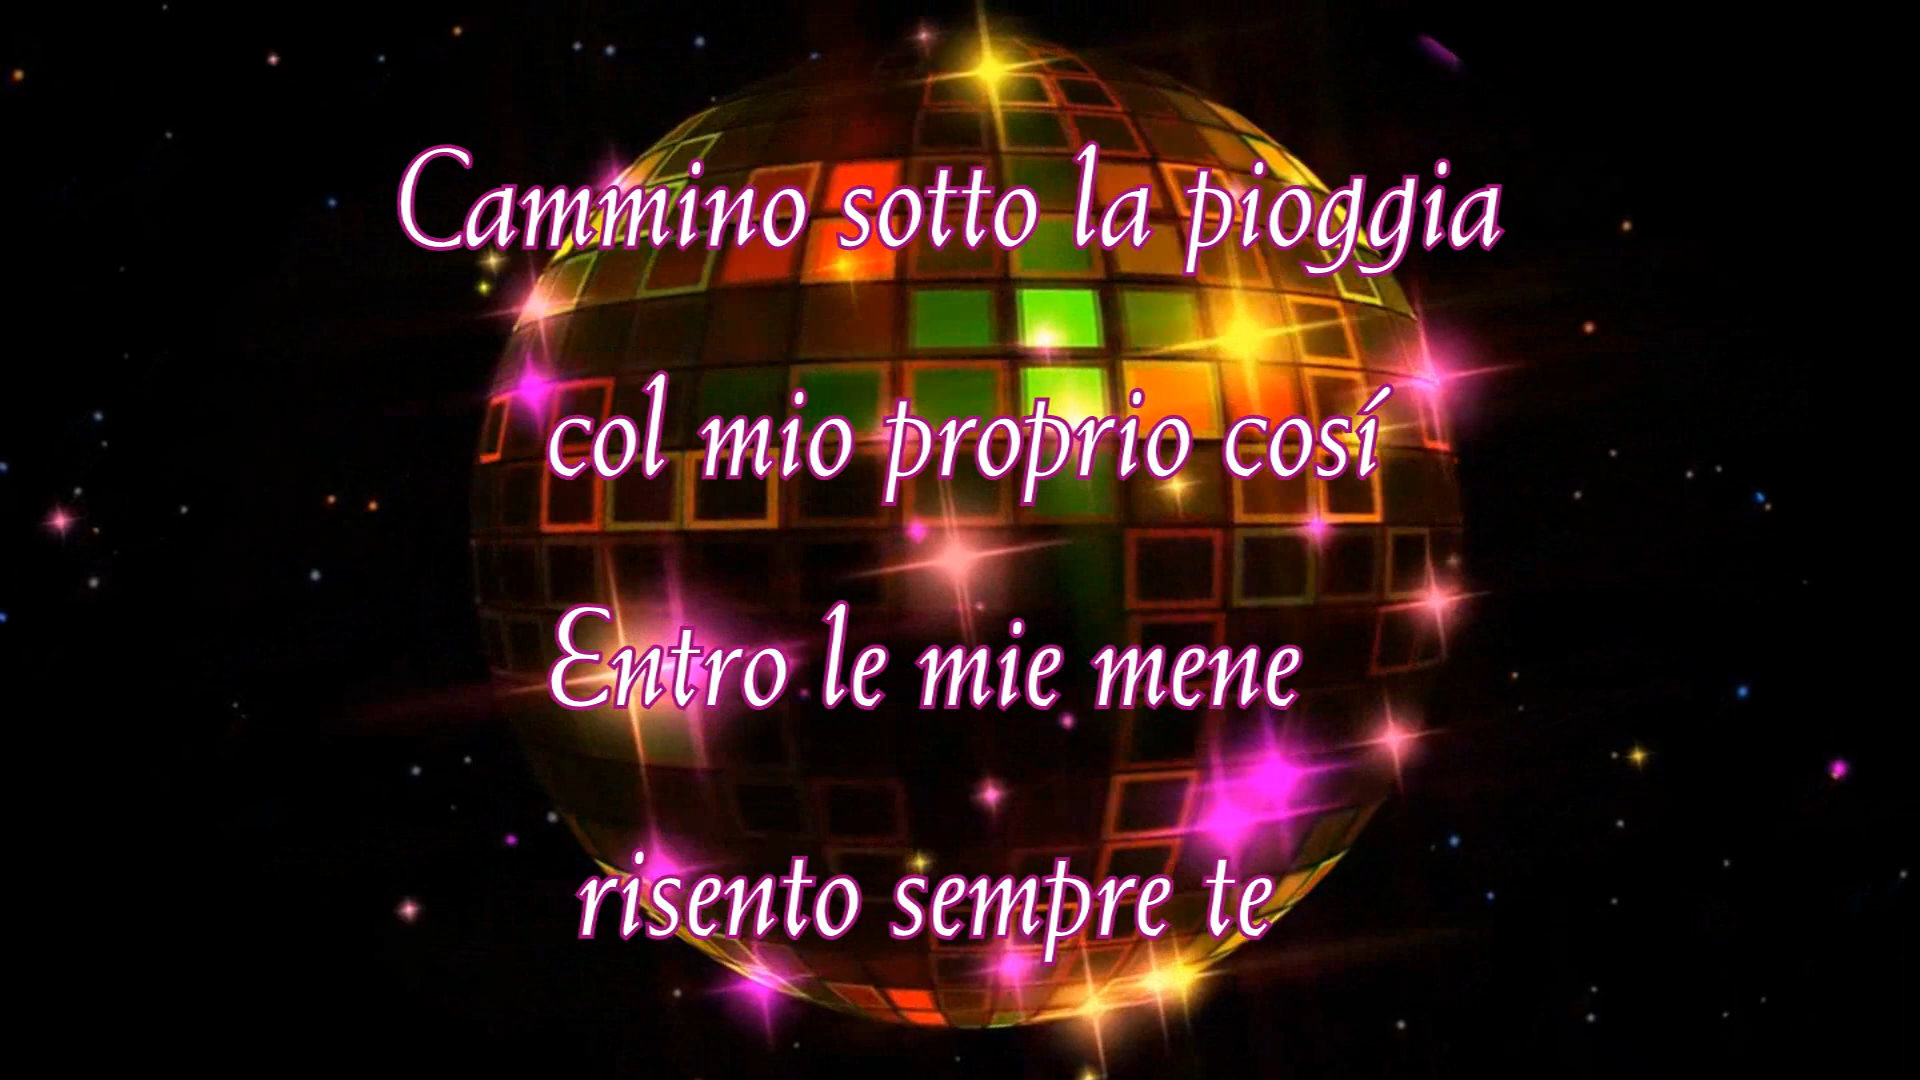 Cammino sotto la pioggia
col mio proprio cosí
Entro le mie mene
risento sempre te